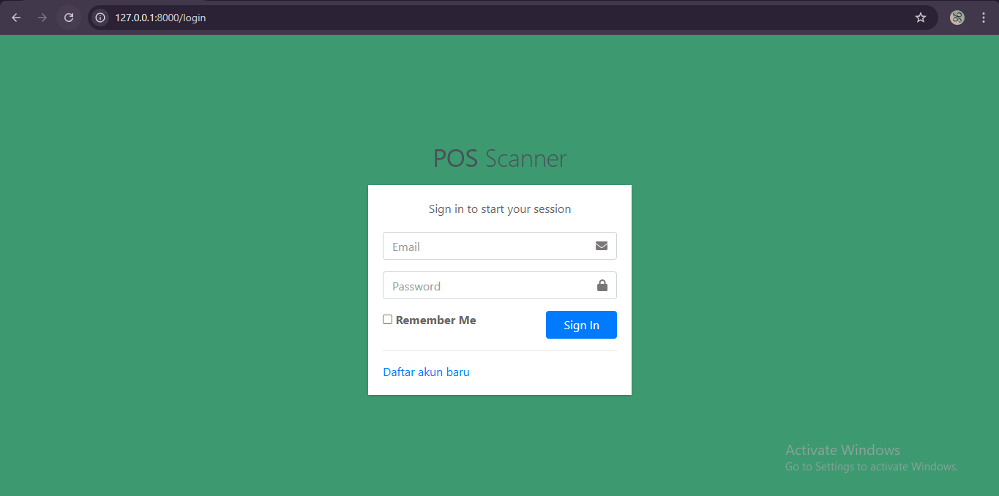 127.0.0.1:8000/login
POS Scanner
Sign in to start your session
Email
Password
Remember Me
Sign In
Daftar akun baru
Activate Windows
Go to Settings to activate Windows.